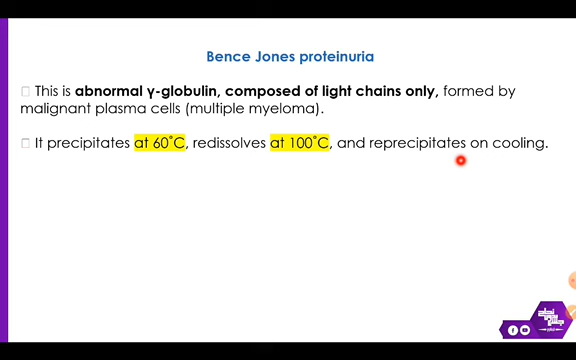 Bence Jones proteinuria
This is abnormal γ-globulin, composed of light chains only, formed by
malignant plasma cells (multiple myeloma).
It precipitates at 60˚C, redissolves at 100˚C, and reprecipitates on cooling.